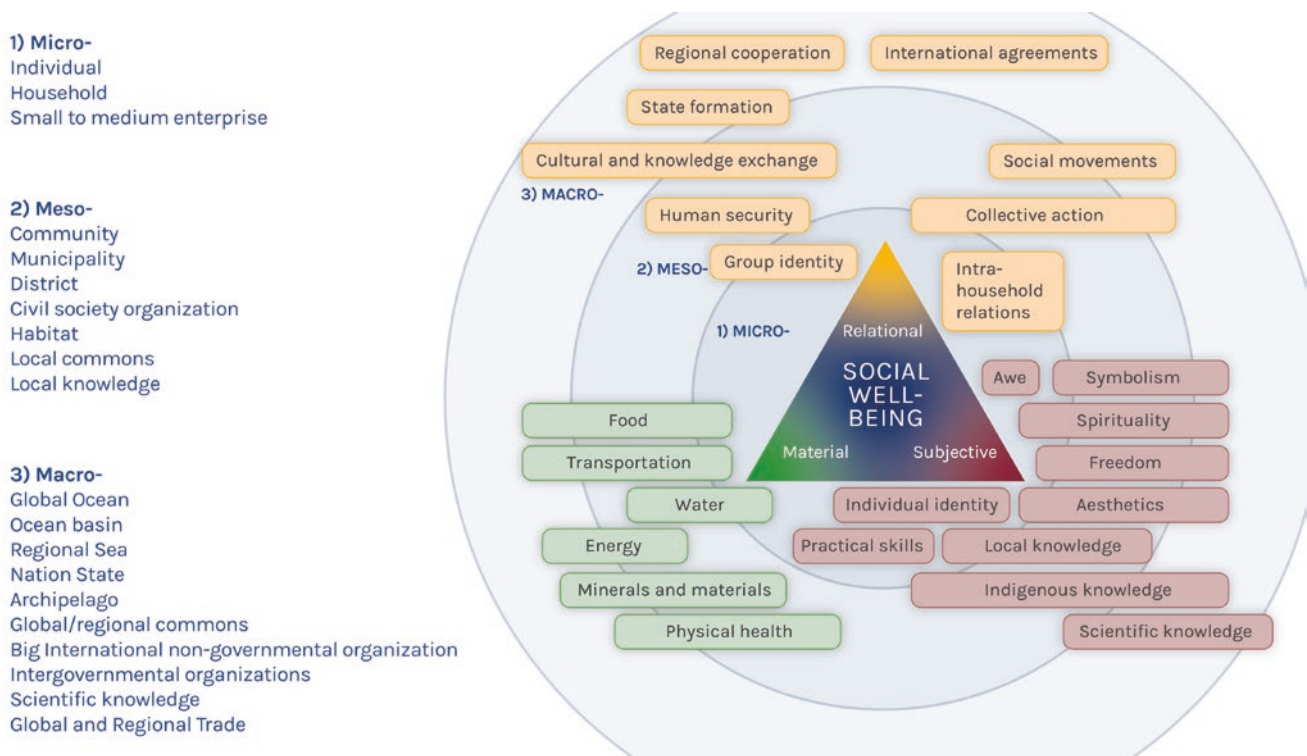 1) Micro-
Individual
Household
Small to medium enterprise
2) Meso-
Community
Municipality
District
Civil society organization
Habitat
Local commons
Local knowledge
3) Macro-
Global Ocean
Ocean basin
Regional Sea
Nation State
Archipelago
Global/regional commons
Big International non-governmental organization
Intergovernmental organizations
Scientific knowledge
Global and Regional Trade
Regional cooperation
International agreements
State formation
Cultural and knowledge exchange
Social movements
3) MACRO-
Human security
Collective action
2) MESO-
Group identity
Intra-
household
relations
1) MICRO-
Relational
SOCIAL
WELL-
BEING
Material
Subjective
Awe
Symbolism
Food
Spirituality
Transportation
Freedom
Water
Individual identity
Aesthetics
Energy
Practical skills
Local knowledge
Minerals and materials
Indigenous knowledge
Physical health
Scientific knowledge